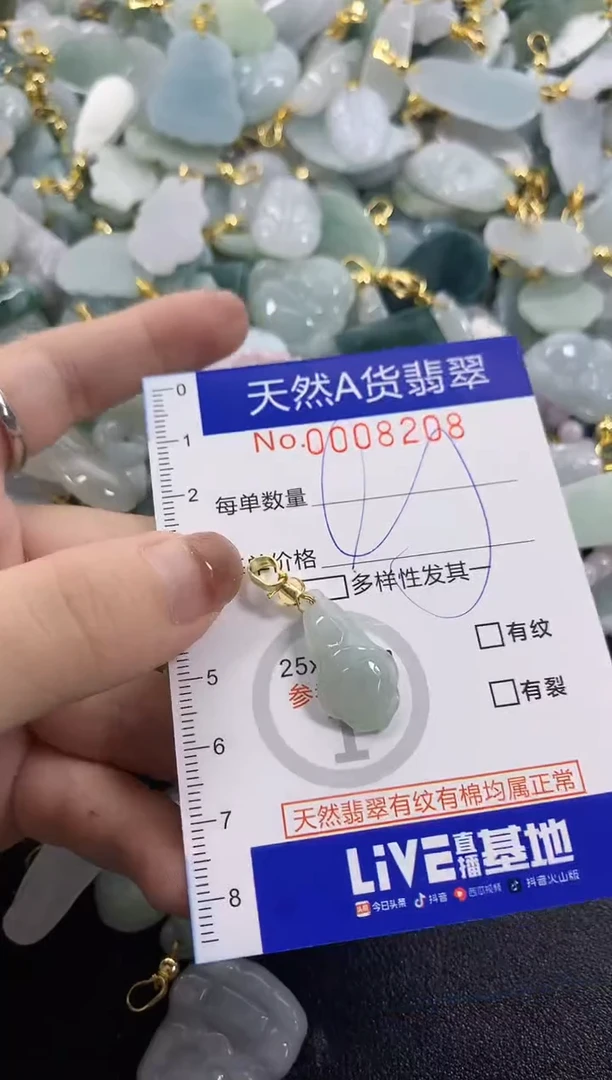 天然A货翡翠
No.0008208
0
1
2
每单数量
价格
多样性发其一
有纹
5
25x
参
有裂
6
7
天然翡翠有纹有棉均属正常
8
LiVE直播基地
头条 今日头条 抖音 西瓜视频 抖音火山版